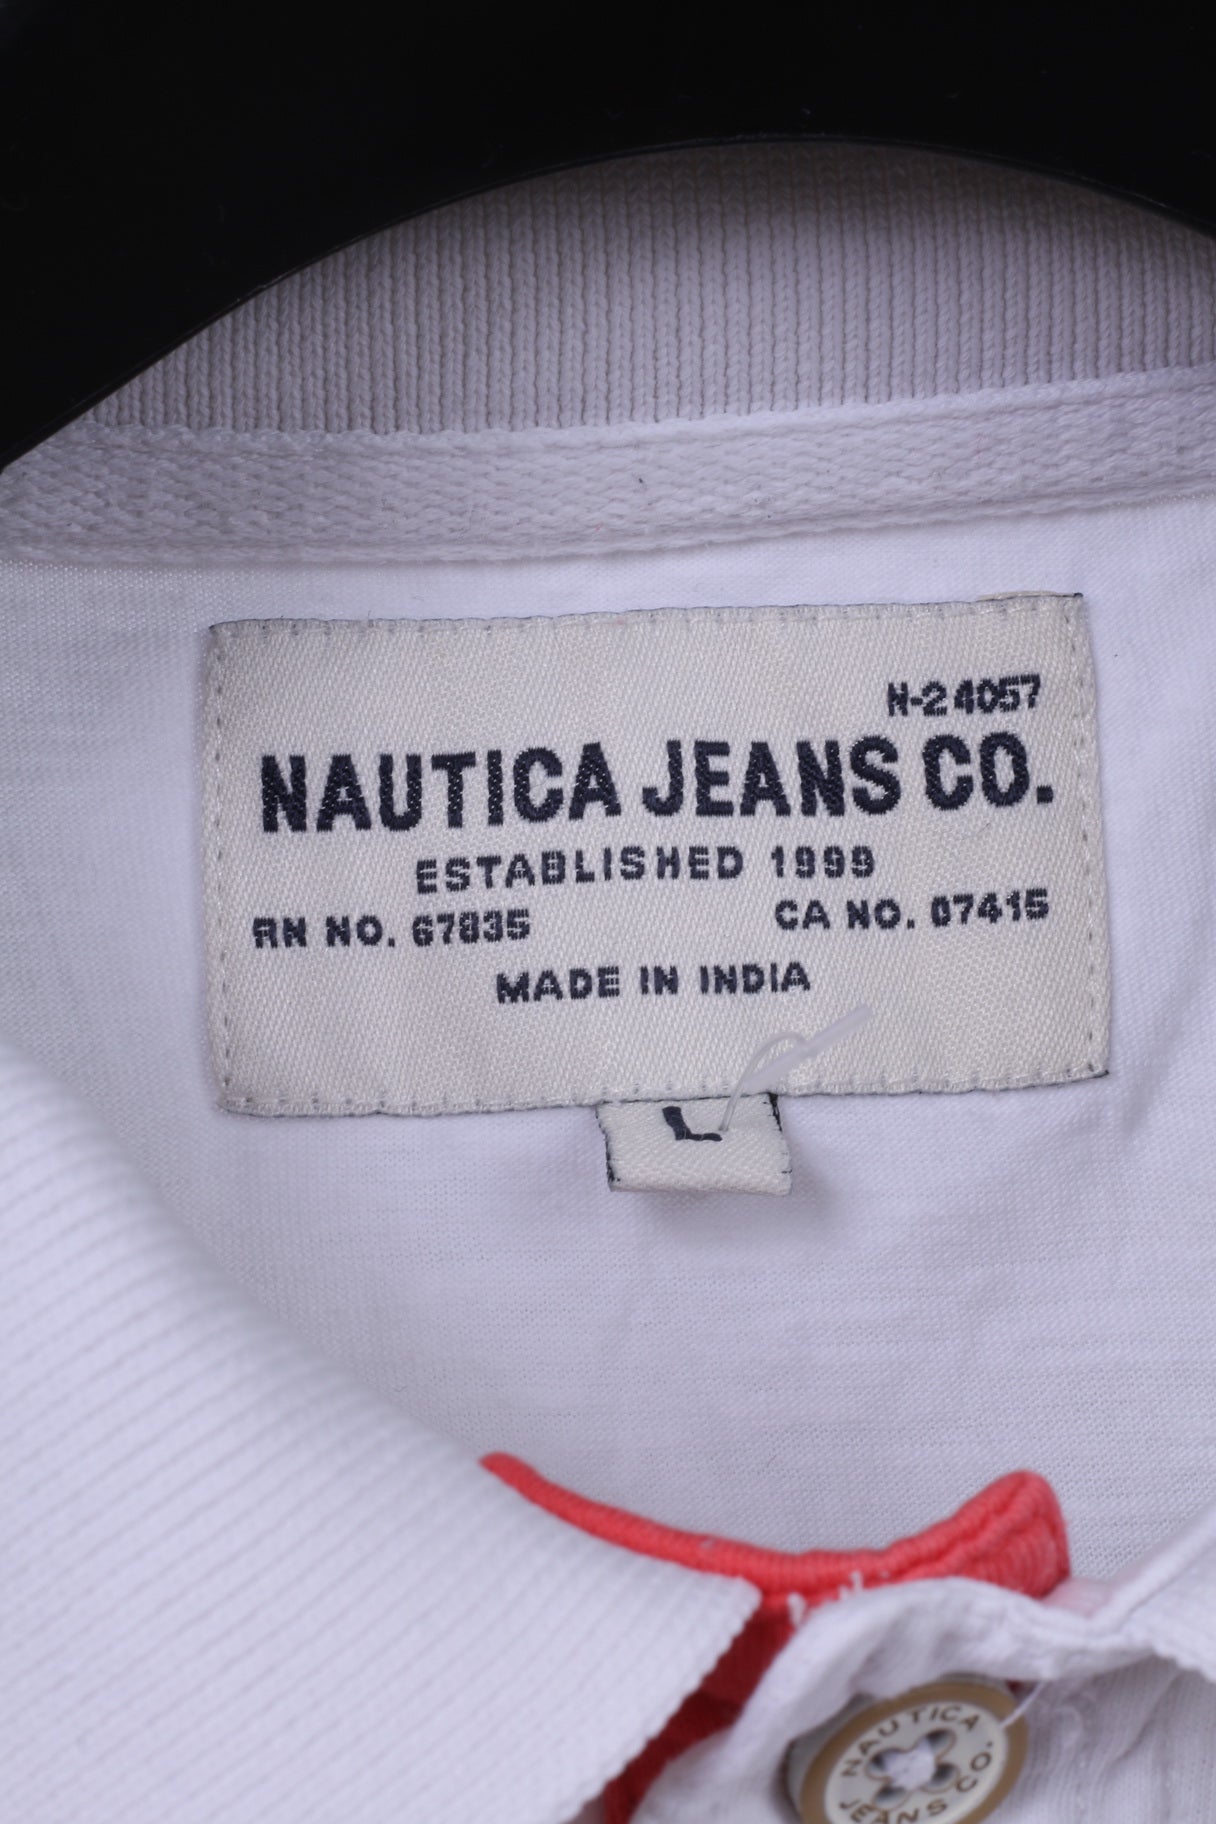 N-24057
NAUTICA JEANS CO.
ESTABLISHED 1999
RN NO. 67835
CA NO. 07415
MADE IN INDIA
L
NAUTICA
JEANS CO.